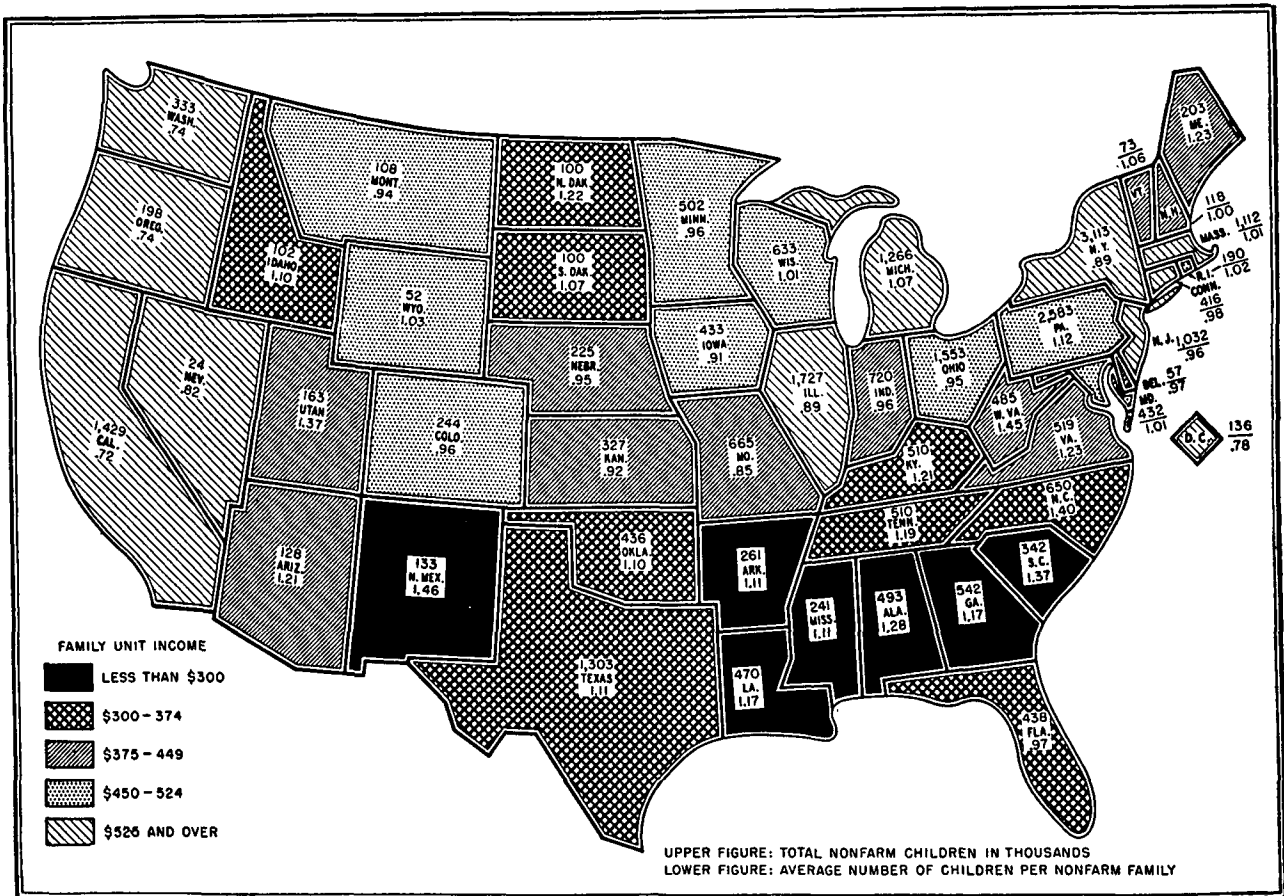 333
WASH.
.74
198
OREG.
.74
1,429
CAL.
.72
24
NEV.
.82
102
IDAHO
1.10
108
MONT.
.94
52
WYO.
1.03
163
UTAH
1.37
244
COLO.
.96
128
ARIZ.
1.21
133
N. MEX.
1.46
100
N. DAK.
1.22
100
S. DAK.
1.07
225
NEBR.
.95
327
KAN.
.92
436
OKLA.
1.10
1,303
TEXAS
1.11
502
MINN.
.96
433
IOWA
.91
665
MO.
.85
261
ARK.
1.11
470
LA.
1.17
633
WIS.
1.01
1,727
ILL.
.89
1,266
MICH.
1.07
720
IND.
.96
1,553
OHIO
.95
510
KY.
1.21
510
TENN.
1.19
241
MISS.
1.11
493
ALA.
1.28
542
GA.
1.17
438
FLA.
.97
342
S.C.
1.37
650
N.C.
1.40
519
VA.
1.23
485
W. VA.
1.45
2,583
PA.
1.12
3,113
N.Y.
.89
73
1.06
VT.
N.H.
118
1.00
203
ME.
1.23
MASS. 1,112
1.01
R.I. 190
1.02
CONN.
416
.98
N.J. 1,032
.96
DEL. 57
.97
MD.
432
1.01
D.C. 136
.78
FAMILY UNIT INCOME
LESS THAN $300
$300-374
$375-449
$450-524
$525 AND OVER
UPPER FIGURE: TOTAL NONFARM CHILDREN IN THOUSANDS
LOWER FIGURE: AVERAGE NUMBER OF CHILDREN PER NONFARM FAMILY